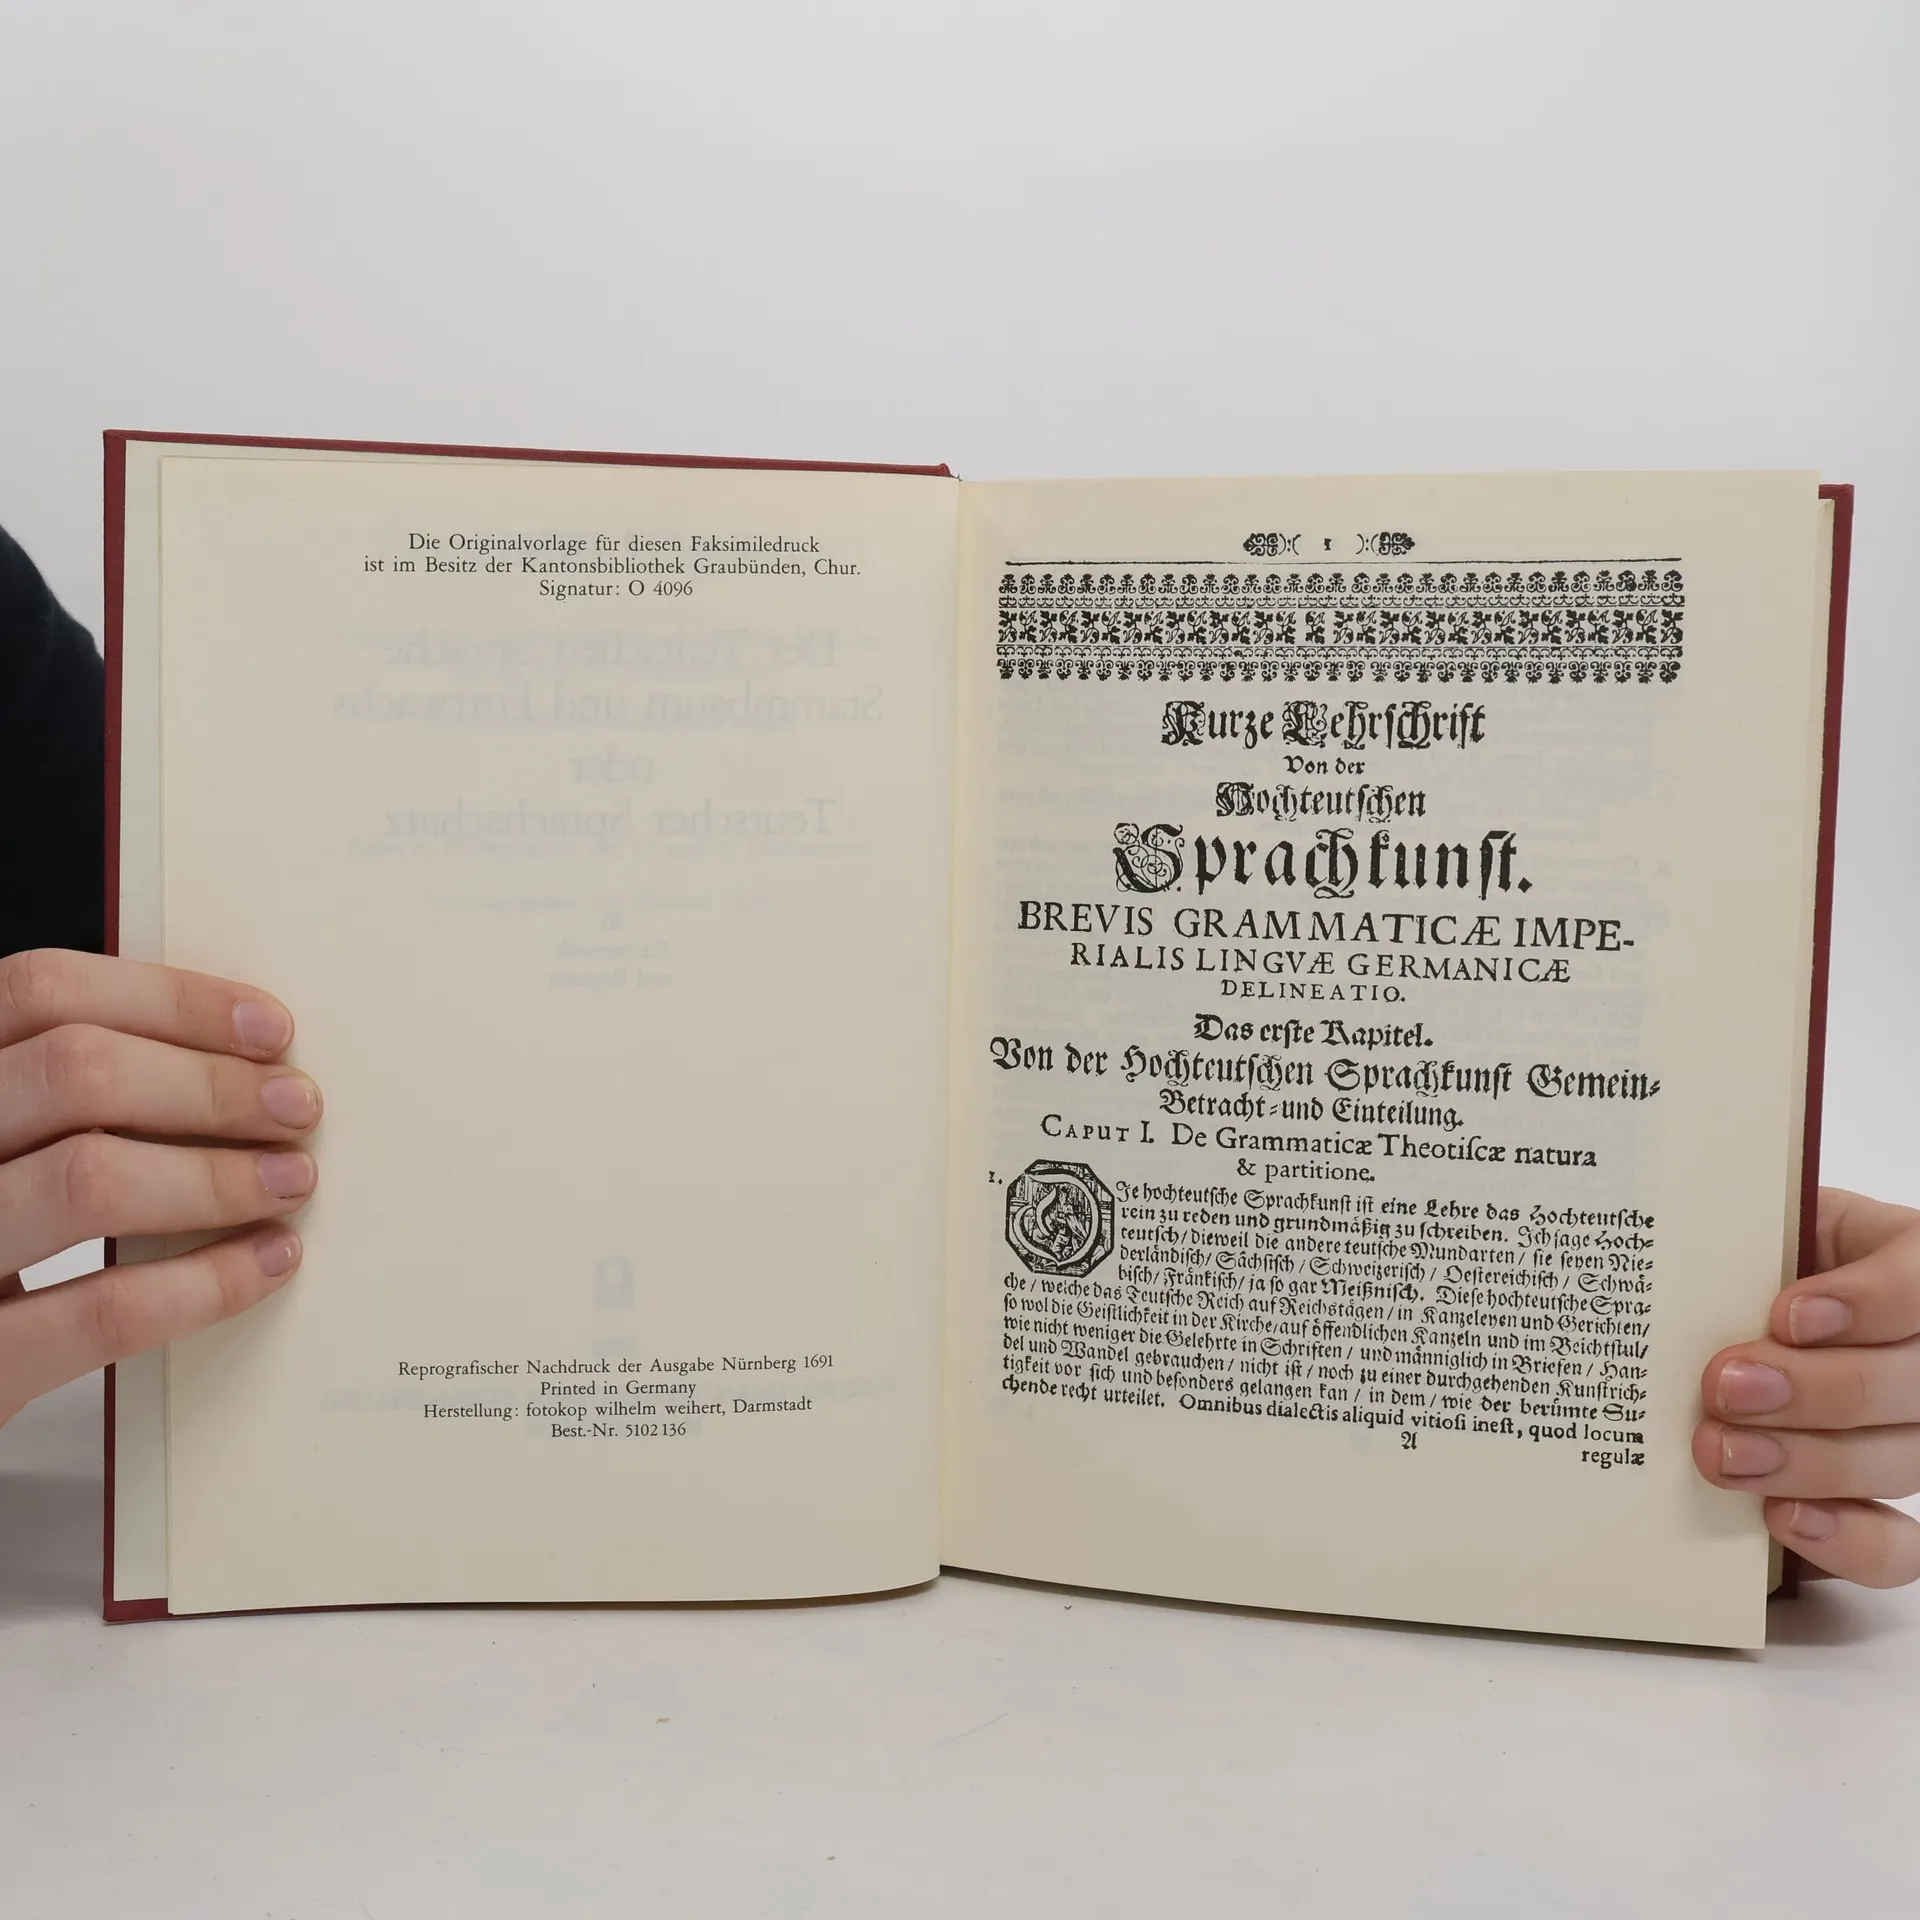 Die Originalvorlage für diesen Faksimiledruck
ist im Besitz der Kantonsbibliothek Graubünden, Chur.
Signatur: O 4096
Reprografischer Nachdruck der Ausgabe Nürnberg 1691
Printed in Germany
Herstellung: fotokop wilhelm weihert, Darmstadt
Best.-Nr. 5102136
):( 1 ):(
Kurze Lehrſchrift
Von der
Hochteutſchen
Sprachkunſt.
BREVIS GRAMMATICÆ IMPE-
RIALIS LINGVÆ GERMANICÆ
DELINEATIO.
Das erſte Kapitel.
Von der Hochteutſchen Sprachkunſt Gemein-
Betracht-und Einteilung.
CAPUT I. De Grammaticæ Theotiſcæ natura
& partitione.
1. DJe hochteutſche Sprachkunſt iſt eine Lehre das Hochteutſche
rein zu reden und grundmäßig zu ſchreiben. Jch ſage Hoch-
teutſch/ dieweil die andere teutſche Mundarten/ ſie ſeyen Nie-
derländiſch/ Sächſiſch/ Schweizeriſch/ Oeſtereichiſch/ Schwä-
biſch/ Fränkiſch/ ja ſo gar Meißniſch. Dieſe hochteutſche Spra-
che/ welche das Teutſche Reich auf Reichstägen/ in Kanzeleyen und Gerichten/
ſo wol die Geiſtlichkeit in der Kirche/ auf öffendlichen Kanzeln und im Beichtſtul/
wie nicht weniger die Gelehrte in Schriften/ und männiglich in Briefen/ Han-
del und Wandel gebrauchen/ nicht iſt/ noch zu einer durchgehenden Kunſtrich-
tigkeit vor ſich und beſonders gelangen kan/ in dem/ wie der berümte Su-
chende recht urteilet. Omnibus dialectis aliquid vitioſi ineſt, quod locum
A
regulæ